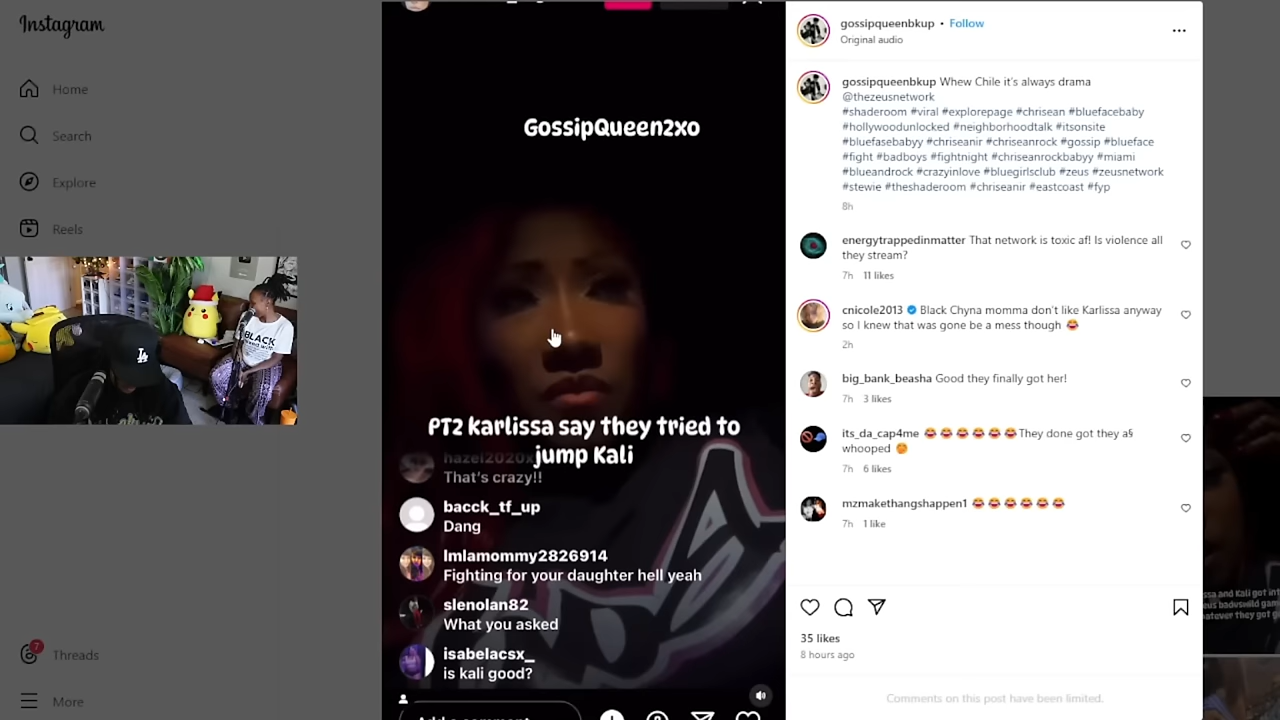 Instagram
Home
Search
Explore
Reels
7
Threads
More
GossipQueen2xo
PT2 karlissa say they tried to
jump Kali
hazel2020x
That's crazy!!
bacck_tf_up
Dang
lmlamommy2826914
Fighting for your daughter hell yeah
slenolan82
What you asked
isabelacsx_
is kali good?
Add a comment
LA
BLACK
gossipqueenbkup • Follow
Original audio
gossipqueenbkup Whew Chile it's always drama
@thezeusnetwork
#shaderoom #viral #explorepage #chrisean #bluefacebaby
#hollywoodunlocked #neighborhoodtalk #itsonsite
#bluefasebabyy #chriseanir #chriseanrock #gossip #blueface
#fight #badboys #fightnight #chriseanrockbabyy #miami
#blueandrock #crazyinlove #bluegirlsclub #zeus #zeusnetwork
#stewie #theshaderoom #chriseanir #eastcoast #fyp
8h
energytrappedinmatter That network is toxic af! Is violence all
they stream?
7h 11 likes
cnicole2013 Black Chyna momma don't like Karlissa anyway
so I knew that was gone be a mess though 😂
2h
big_bank_beasha Good they finally got her!
7h 3 likes
its_da_cap4me 😂😂😂😂😂😂They done got they a§
whooped 🤭
7h 6 likes
mzmakethangshappen1 😂😂😂😂😂😂
7h 1 like
35 likes
8 hours ago
Comments on this post have been limited.